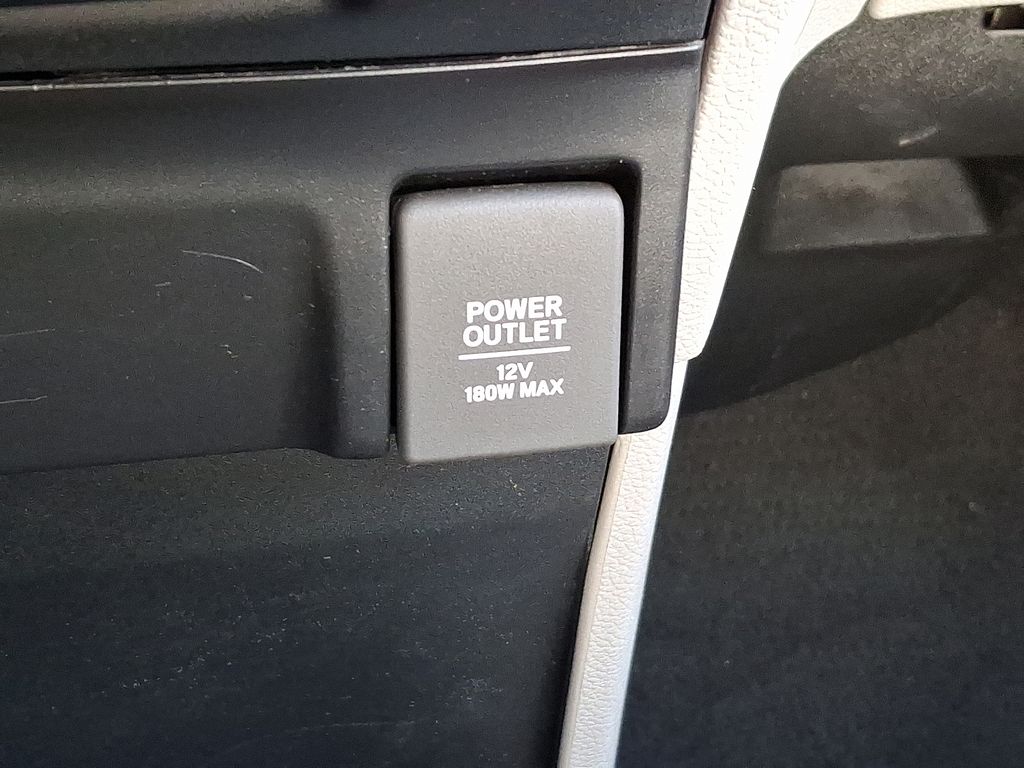 POWER
OUTLET
12V
180W MAX